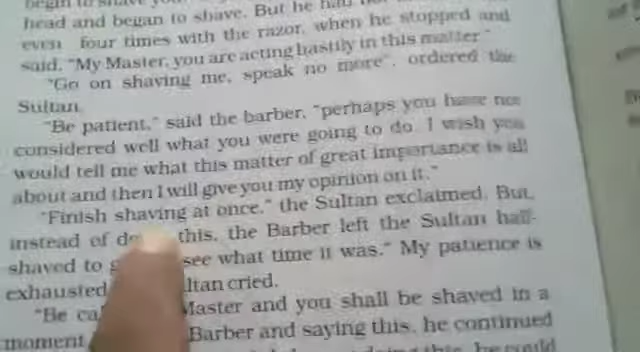 head and began to shave. But he had
even four times with the razor, when he stopped and
said, "My Master, you are acting hastily in this matter."
"Go on shaving me, speak no more", ordered the
Sultan.
"Be patient," said the barber, "perhaps you have not
considered well what you were going to do. I wish you
would tell me what this matter of great importance is all
about and then I will give you my opinion on it."
"Finish shaving at once," the Sultan exclaimed. But,
instead of this, the Barber left the Sultan half-
shaved to see what time it was." My patience is
exhausted cried.
"Be Master and you shall be shaved in a
moment Barber and saying this, he continued
this, he could